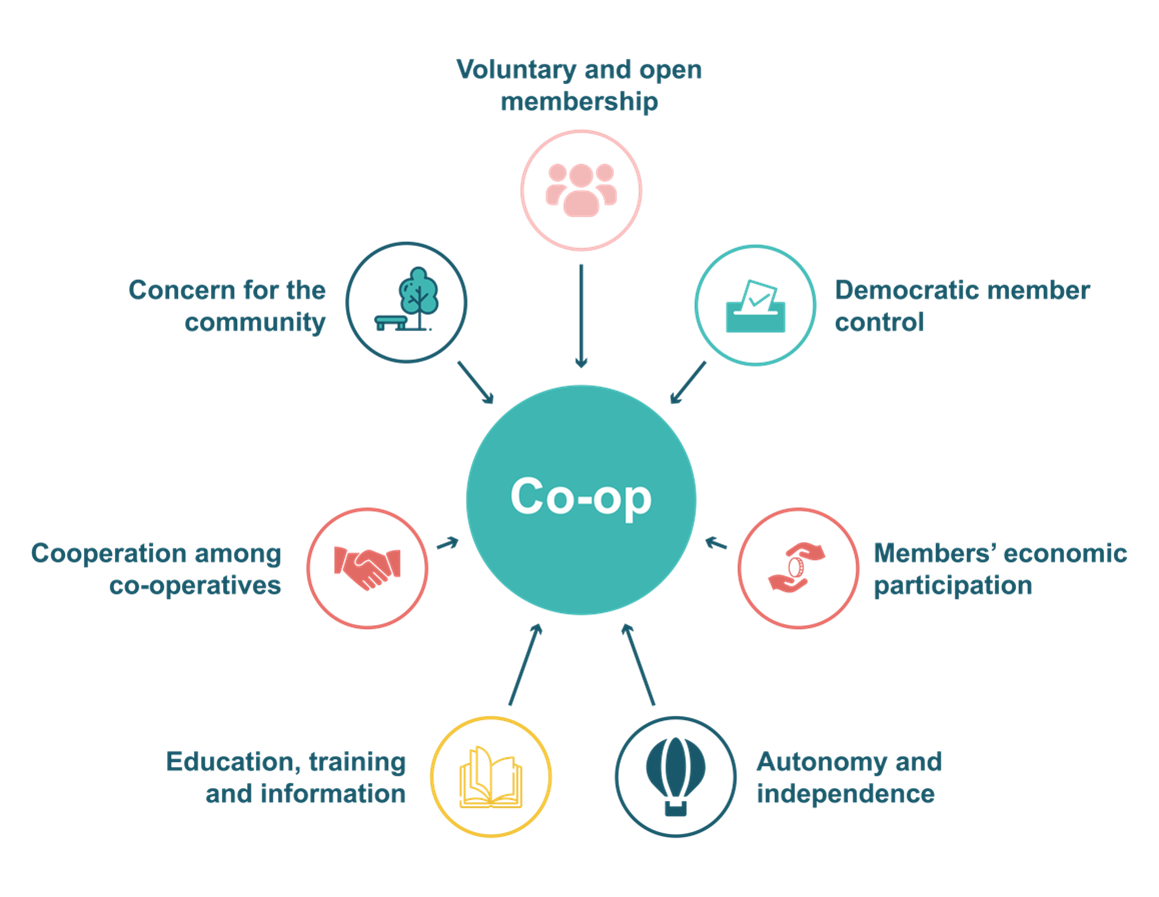 Voluntary and open
membership
Concern for the
community
Democratic member
control
Co-op
Cooperation among
co-operatives
Members’ economic
participation
Education, training
and information
Autonomy and
independence